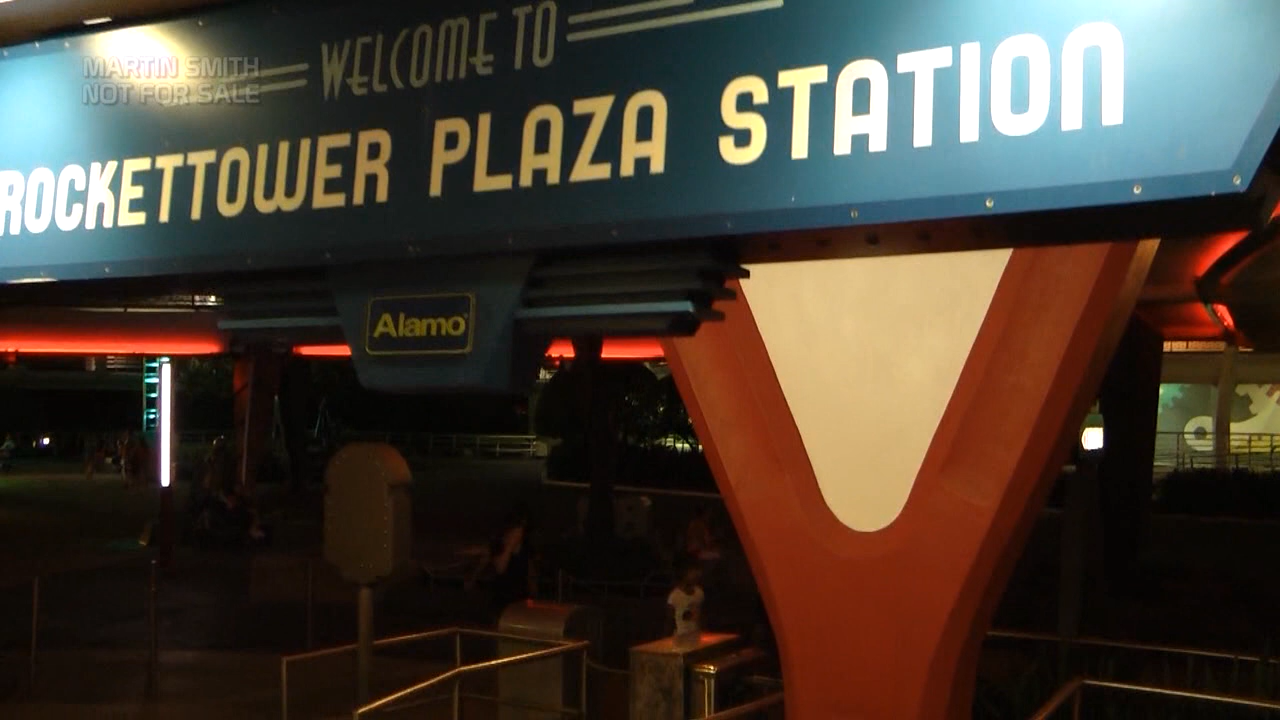 MARTIN SMITH
NOT FOR SALE
WELCOME TO
ROCKETTOWER PLAZA STATION
Alamo